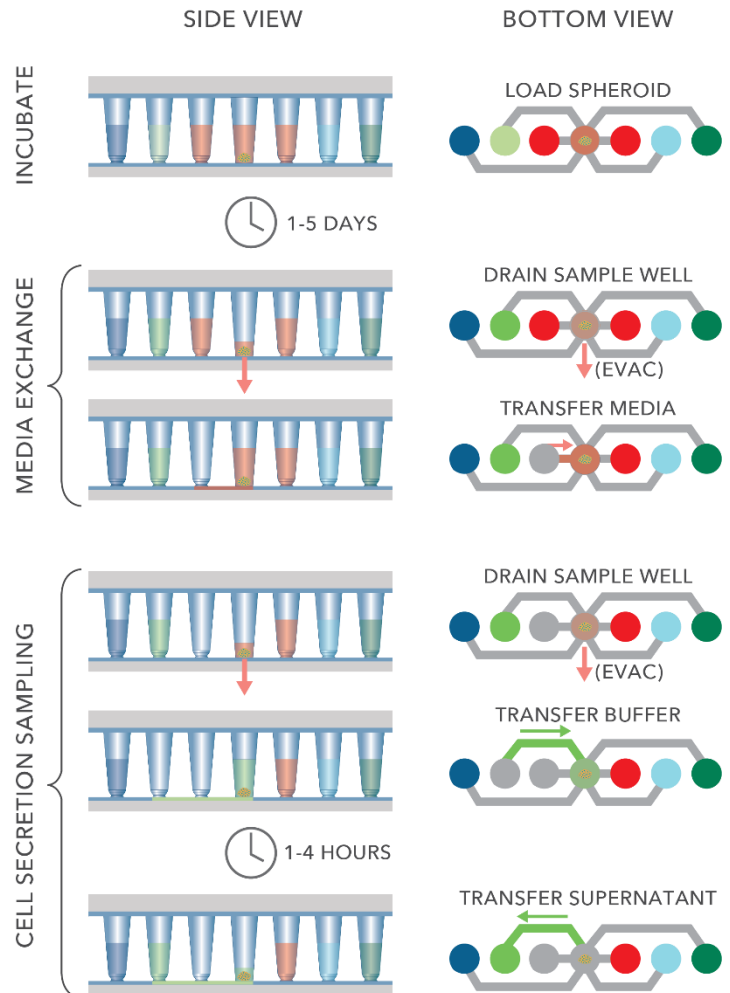 SIDE VIEW
BOTTOM VIEW
INCUBATE
LOAD SPHEROID
1-5 DAYS
MEDIA EXCHANGE
DRAIN SAMPLE WELL
(EVAC)
TRANSFER MEDIA
CELL SECRETION SAMPLING
DRAIN SAMPLE WELL
(EVAC)
TRANSFER BUFFER
1-4 HOURS
TRANSFER SUPERNATANT